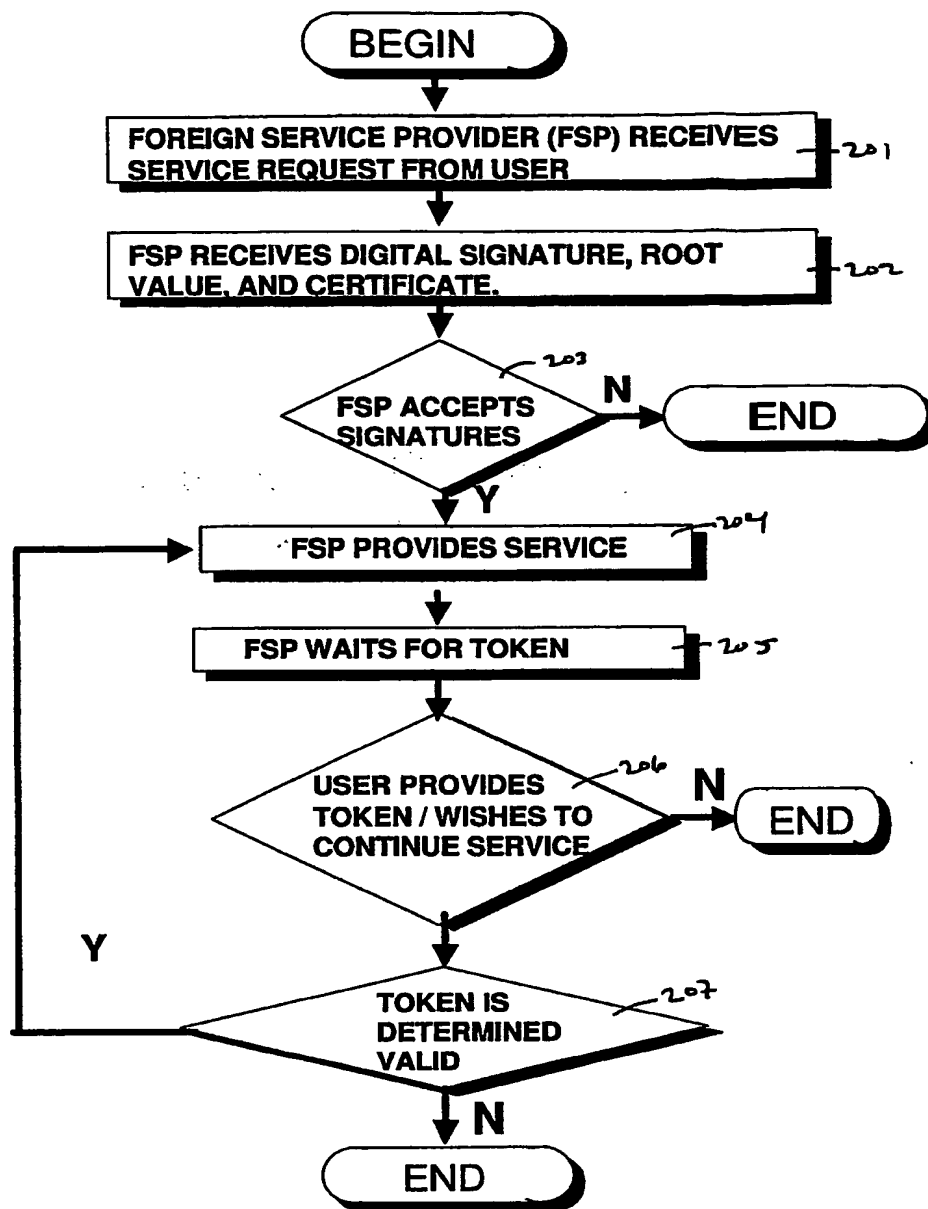 BEGIN
FOREIGN SERVICE PROVIDER (FSP) RECEIVES
SERVICE REQUEST FROM USER
201
FSP RECEIVES DIGITAL SIGNATURE, ROOT
VALUE, AND CERTIFICATE.
202
203
FSP ACCEPTS
SIGNATURES
N
END
Y
FSP PROVIDES SERVICE
204
FSP WAITS FOR TOKEN
205
USER PROVIDES
TOKEN / WISHES TO
CONTINUE SERVICE
206
N
END
Y
TOKEN IS
DETERMINED
VALID
207
N
END